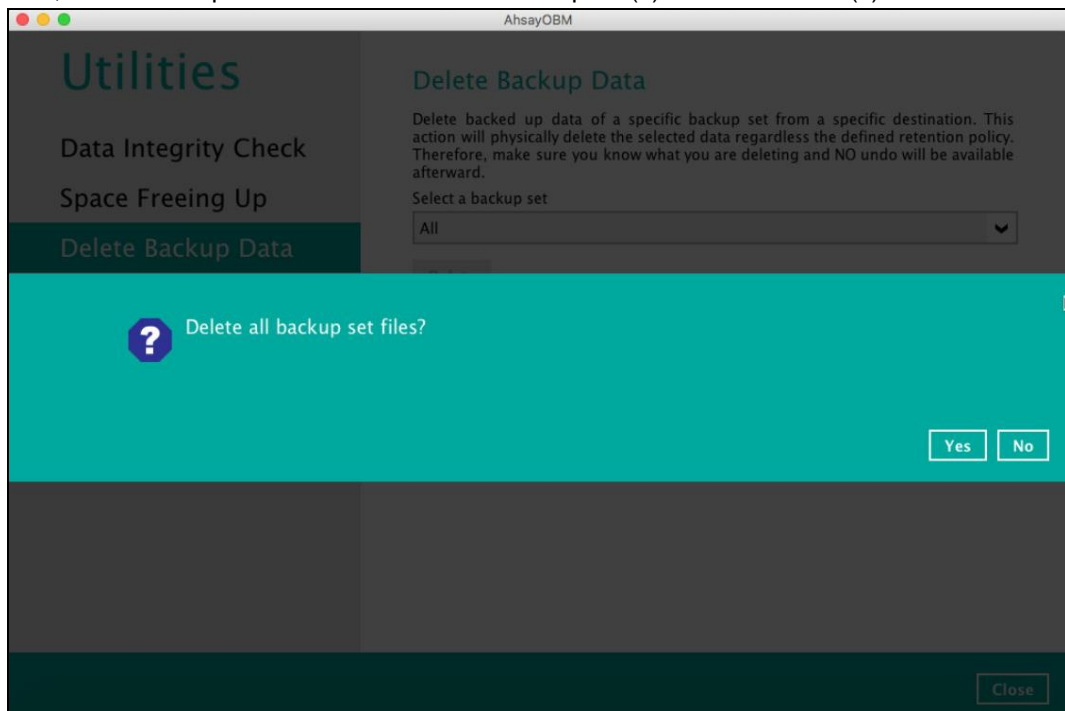 AhsayOBM
Utilities
Data Integrity Check
Space Freeing Up
Delete Backup Data
Delete Backup Data
Delete backed up data of a specific backup set from a specific destination. This
action will physically delete the selected data regardless the defined retention policy.
Therefore, make sure you know what you are deleting and NO undo will be available
afterward.
Select a backup set
All
?
Delete all backup set files?
Yes
No
Close